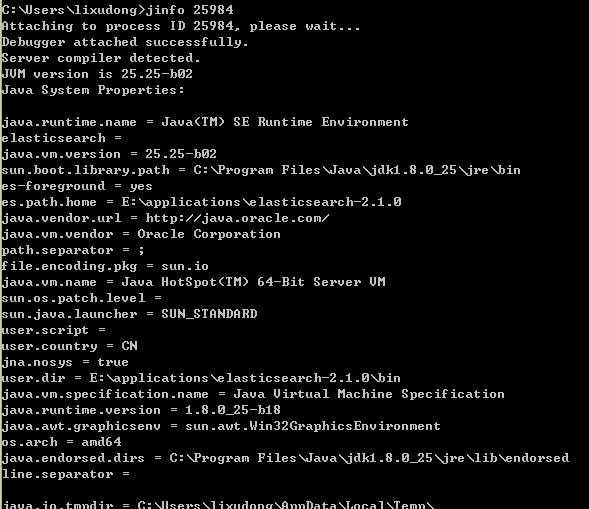 C:\Users\lixudong>jinfo 25984
Attaching to process ID 25984, please wait...
Debugger attached successfully.
Server compiler detected.
JVM version is 25.25-b02
Java System Properties:
java.runtime.name = Java(TM) SE Runtime Environment
elasticsearch =
java.vm.version = 25.25-b02
sun.boot.library.path = C:\Program Files\Java\jdk1.8.0_25\jre\bin
es-foreground = yes
es.path.home = E:\applications\elasticsearch-2.1.0
java.vendor.url = http://java.oracle.com/
java.vm.vendor = Oracle Corporation
path.separator = ;
file.encoding.pkg = sun.io
java.vm.name = Java HotSpot(TM) 64-Bit Server VM
sun.os.patch.level =
sun.java.launcher = SUN_STANDARD
user.script =
user.country = CN
jna.nosys = true
user.dir = E:\applications\elasticsearch-2.1.0\bin
java.vm.specification.name = Java Virtual Machine Specification
java.runtime.version = 1.8.0_25-b18
java.awt.graphicsenv = sun.awt.Win32GraphicsEnvironment
os.arch = amd64
java.endorsed.dirs = C:\Program Files\Java\jdk1.8.0_25\jre\lib\endorsed
line.separator =
java.io.tmpdir = C:\Users\lixudong\AppData\Local\Temp\